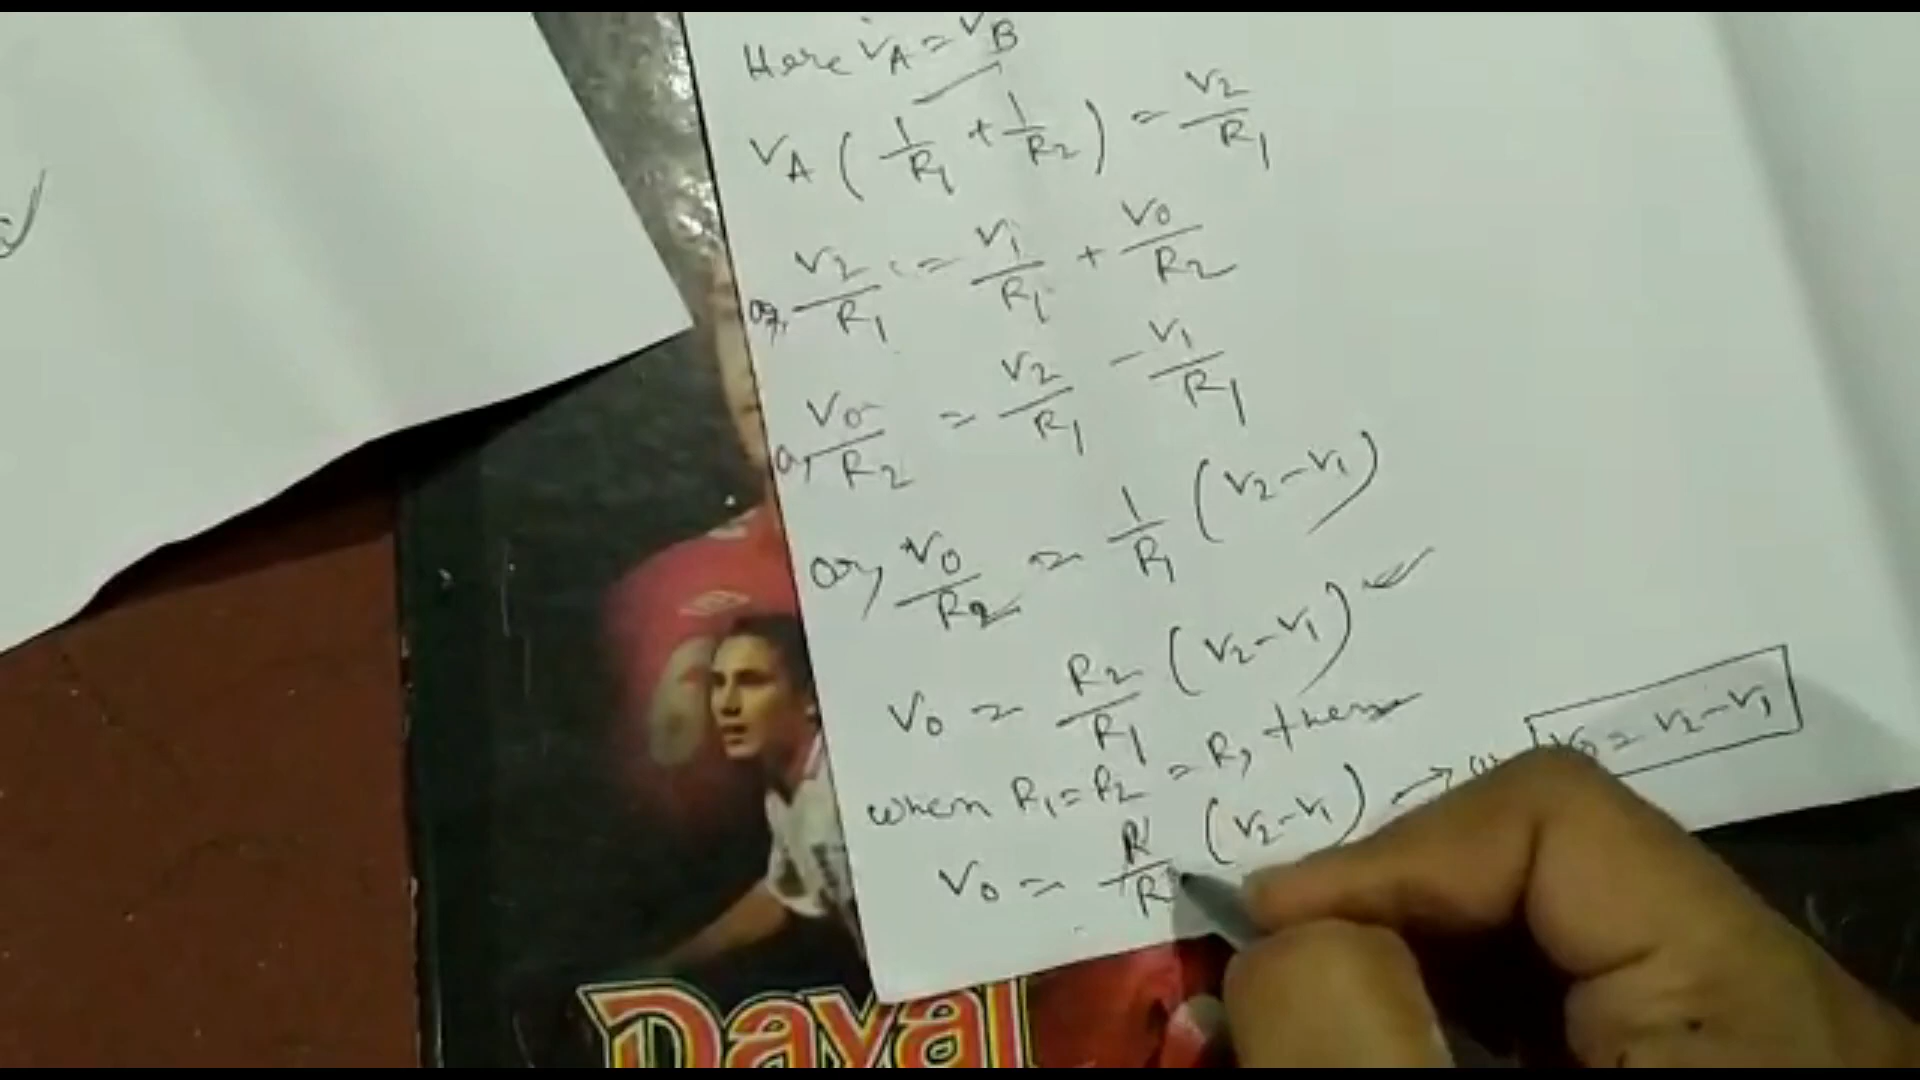 Here VA = VB
VA ( 1/R1 + 1/R2 ) = V2/R1
or, V2/R1 = V1/R1 + V0/R2
or, V0/R2 = V2/R1 - V1/R1
or, V0/R2 = 1/R1 (V2 - V1)
V0 = R2/R1 (V2 - V1)
when R1 = R2 = R, then
V0 = R/R (V2 - V1) → or V0 = V2 - V1
Dayal